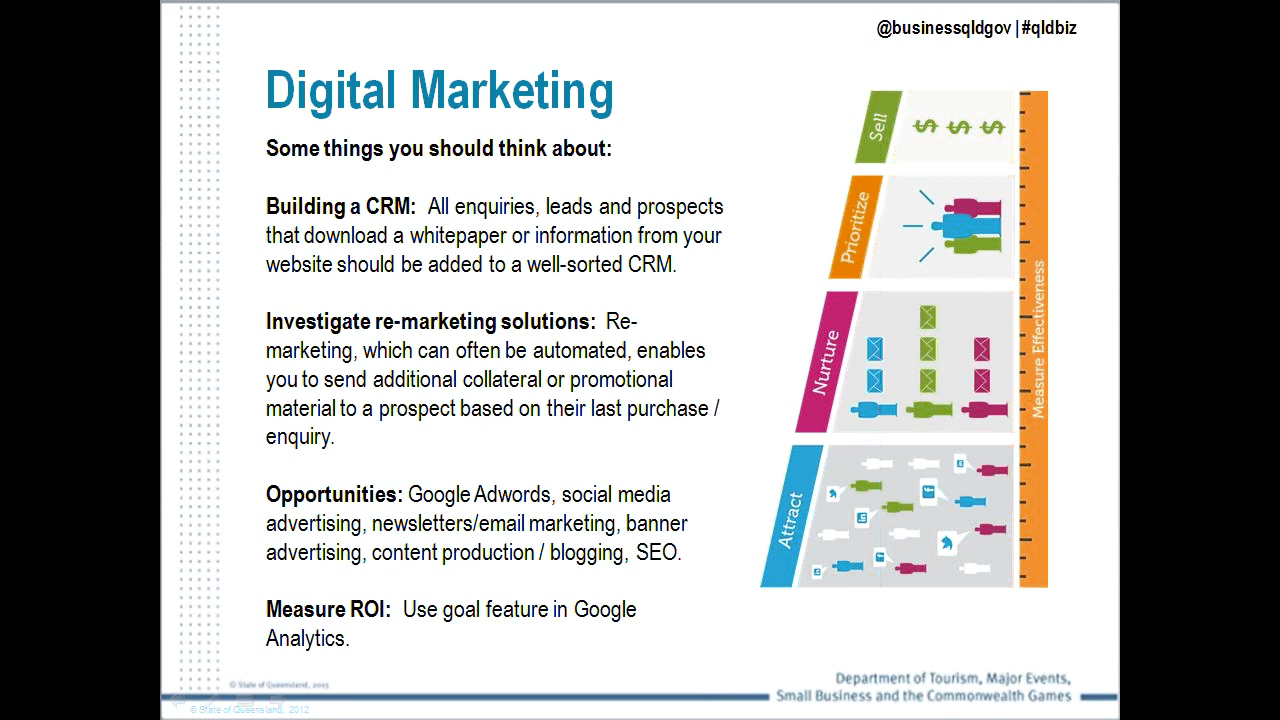 @businessqldgov | #qldbiz
Digital Marketing
Some things you should think about:
Building a CRM: All enquiries, leads and prospects
that download a whitepaper or information from your
website should be added to a well-sorted CRM.
Investigate re-marketing solutions: Re-
marketing, which can often be automated, enables
you to send additional collateral or promotional
material to a prospect based on their last purchase /
enquiry.
Opportunities: Google Adwords, social media
advertising, newsletters/email marketing, banner
advertising, content production / blogging, SEO.
Measure ROI: Use goal feature in Google
Analytics.
Sell
$ $ $
Prioritize
Nurture
Attract
Measure Effectiveness
© State of Queensland, 2013
Department of Tourism, Major Events,
Small Business and the Commonwealth Games
© State of Queensland, 2012